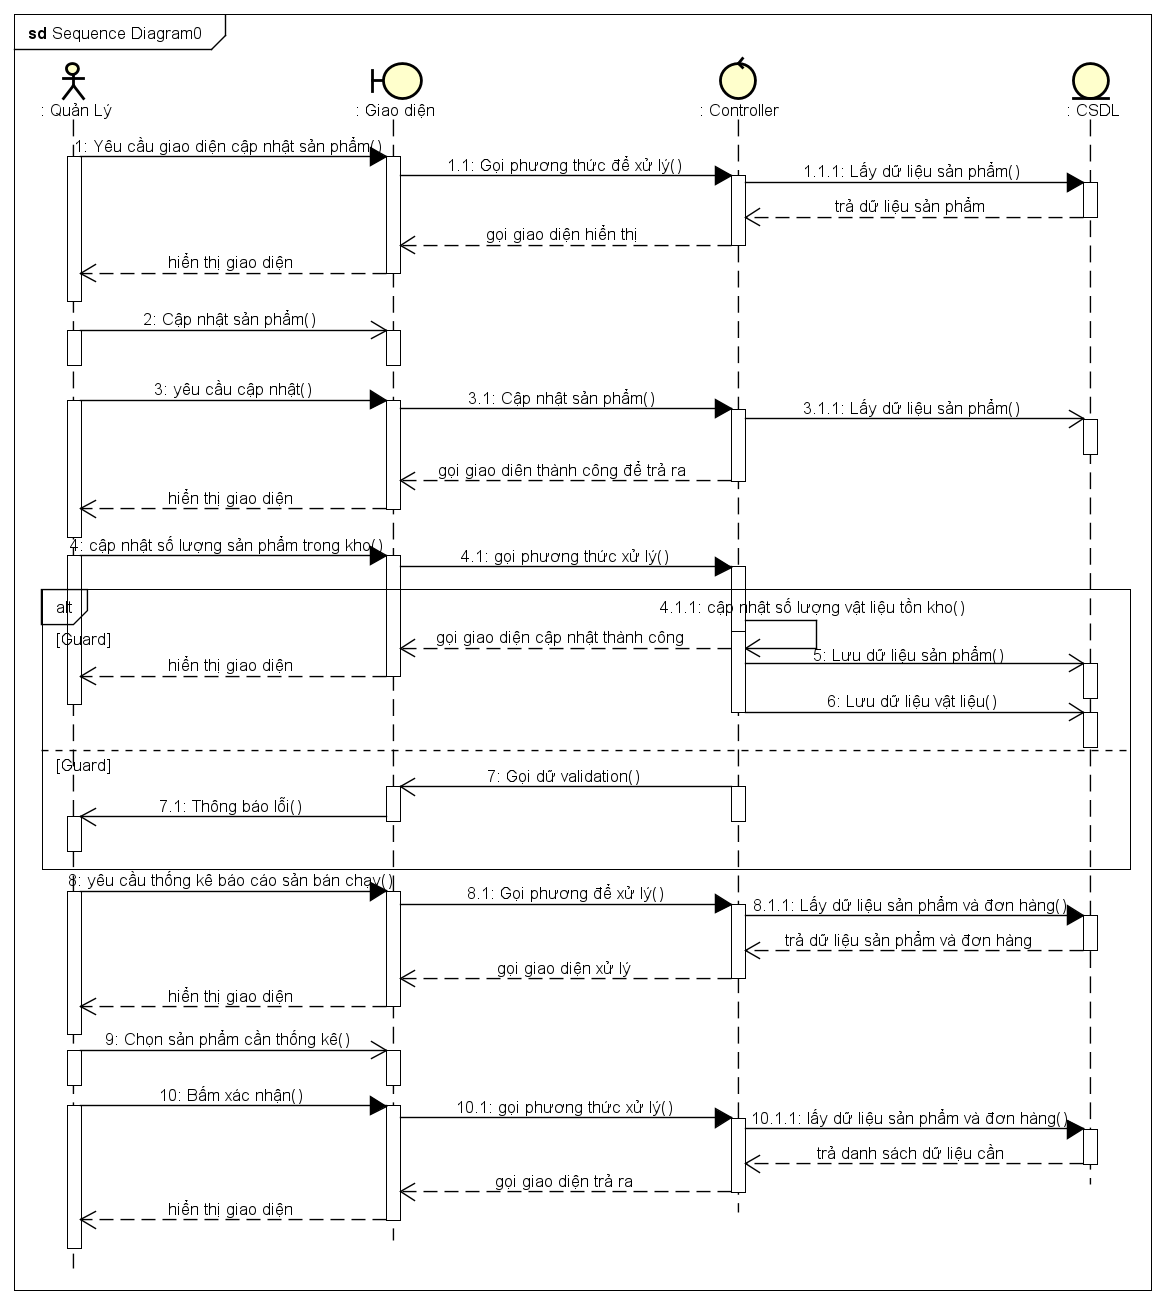 sd Sequence Diagram0
: Quản Lý
: Giao diện
: Controller
: CSDL
1: Yêu cầu giao diện cập nhật sản phẩm()
1.1: Gọi phương thức để xử lý()
1.1.1: Lấy dữ liệu sản phẩm()
trả dữ liệu sản phẩm
gọi giao diện hiển thị
hiển thị giao diện
2: Cập nhật sản phẩm()
3: yêu cầu cập nhật()
3.1: Cập nhật sản phẩm()
3.1.1: Lấy dữ liệu sản phẩm()
gọi giao diên thành công để trả ra
hiển thị giao diện
4: cập nhật số lượng sản phẩm trong kho()
4.1: gọi phương thức xử lý()
alt
4.1.1: cập nhật số lượng vật liệu tồn kho()
[Guard]
gọi giao diện cập nhật thành công
5: Lưu dữ liệu sản phẩm()
hiển thị giao diện
6: Lưu dữ liệu vật liệu()
[Guard]
7: Gọi dữ validation()
7.1: Thông báo lỗi()
8: yêu cầu thống kê báo cáo sản bán chạy()
8.1: Gọi phương để xử lý()
8.1.1: Lấy dữ liệu sản phẩm và đơn hàng()
trả dữ liệu sản phẩm và đơn hàng
gọi giao diện xử lý
hiển thị giao diện
9: Chọn sản phẩm cần thống kê()
10: Bấm xác nhận()
10.1: gọi phương thức xử lý()
10.1.1: lấy dữ liệu sản phẩm và đơn hàng()
trả danh sách dữ liệu cần
gọi giao diện trả ra
hiển thị giao diện